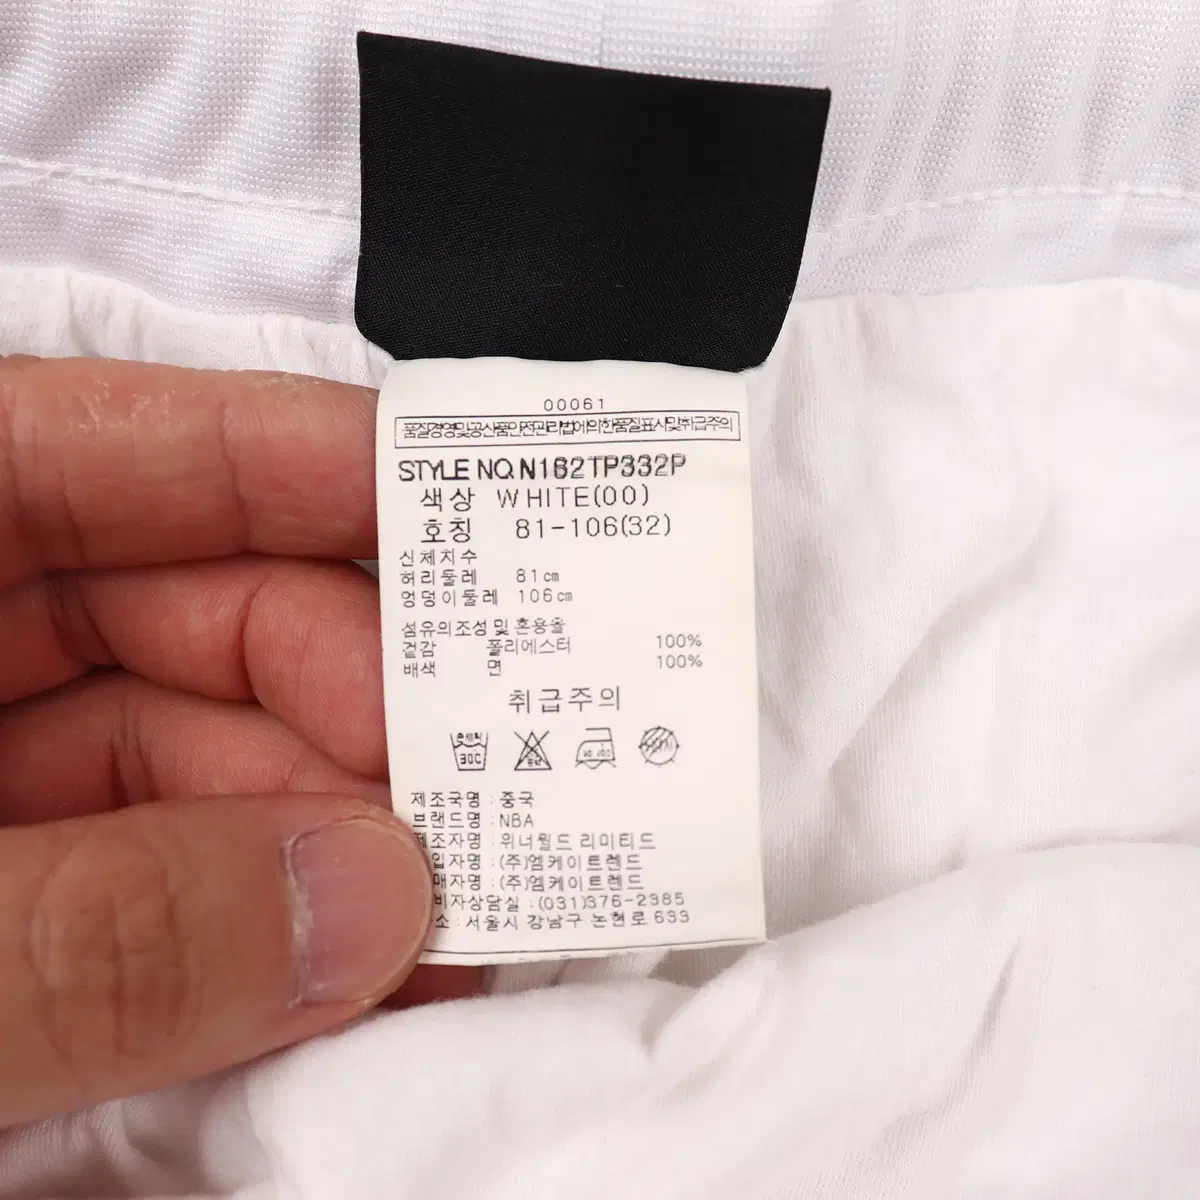 00061
품질경영및공산품안전관리법에의한품질표시및취급주의
STYLE NO.N162TP332P
색상 WHITE(00)
호칭 81-106(32)
신체치수
허리둘레 81cm
엉덩이둘레 106cm
섬유의조성및혼용율
겉감 폴리에스터 100%
배색 면 100%
취급주의
30C
제조국명 : 중국
브랜드명 : NBA
제조자명 : 위너월드 리미티드
입자명 : (주)엠케이트렌드
매자명 : (주)엠케이트렌드
비자상담실 : (031)376-2385
소 : 서울시 강남구 논현로 633